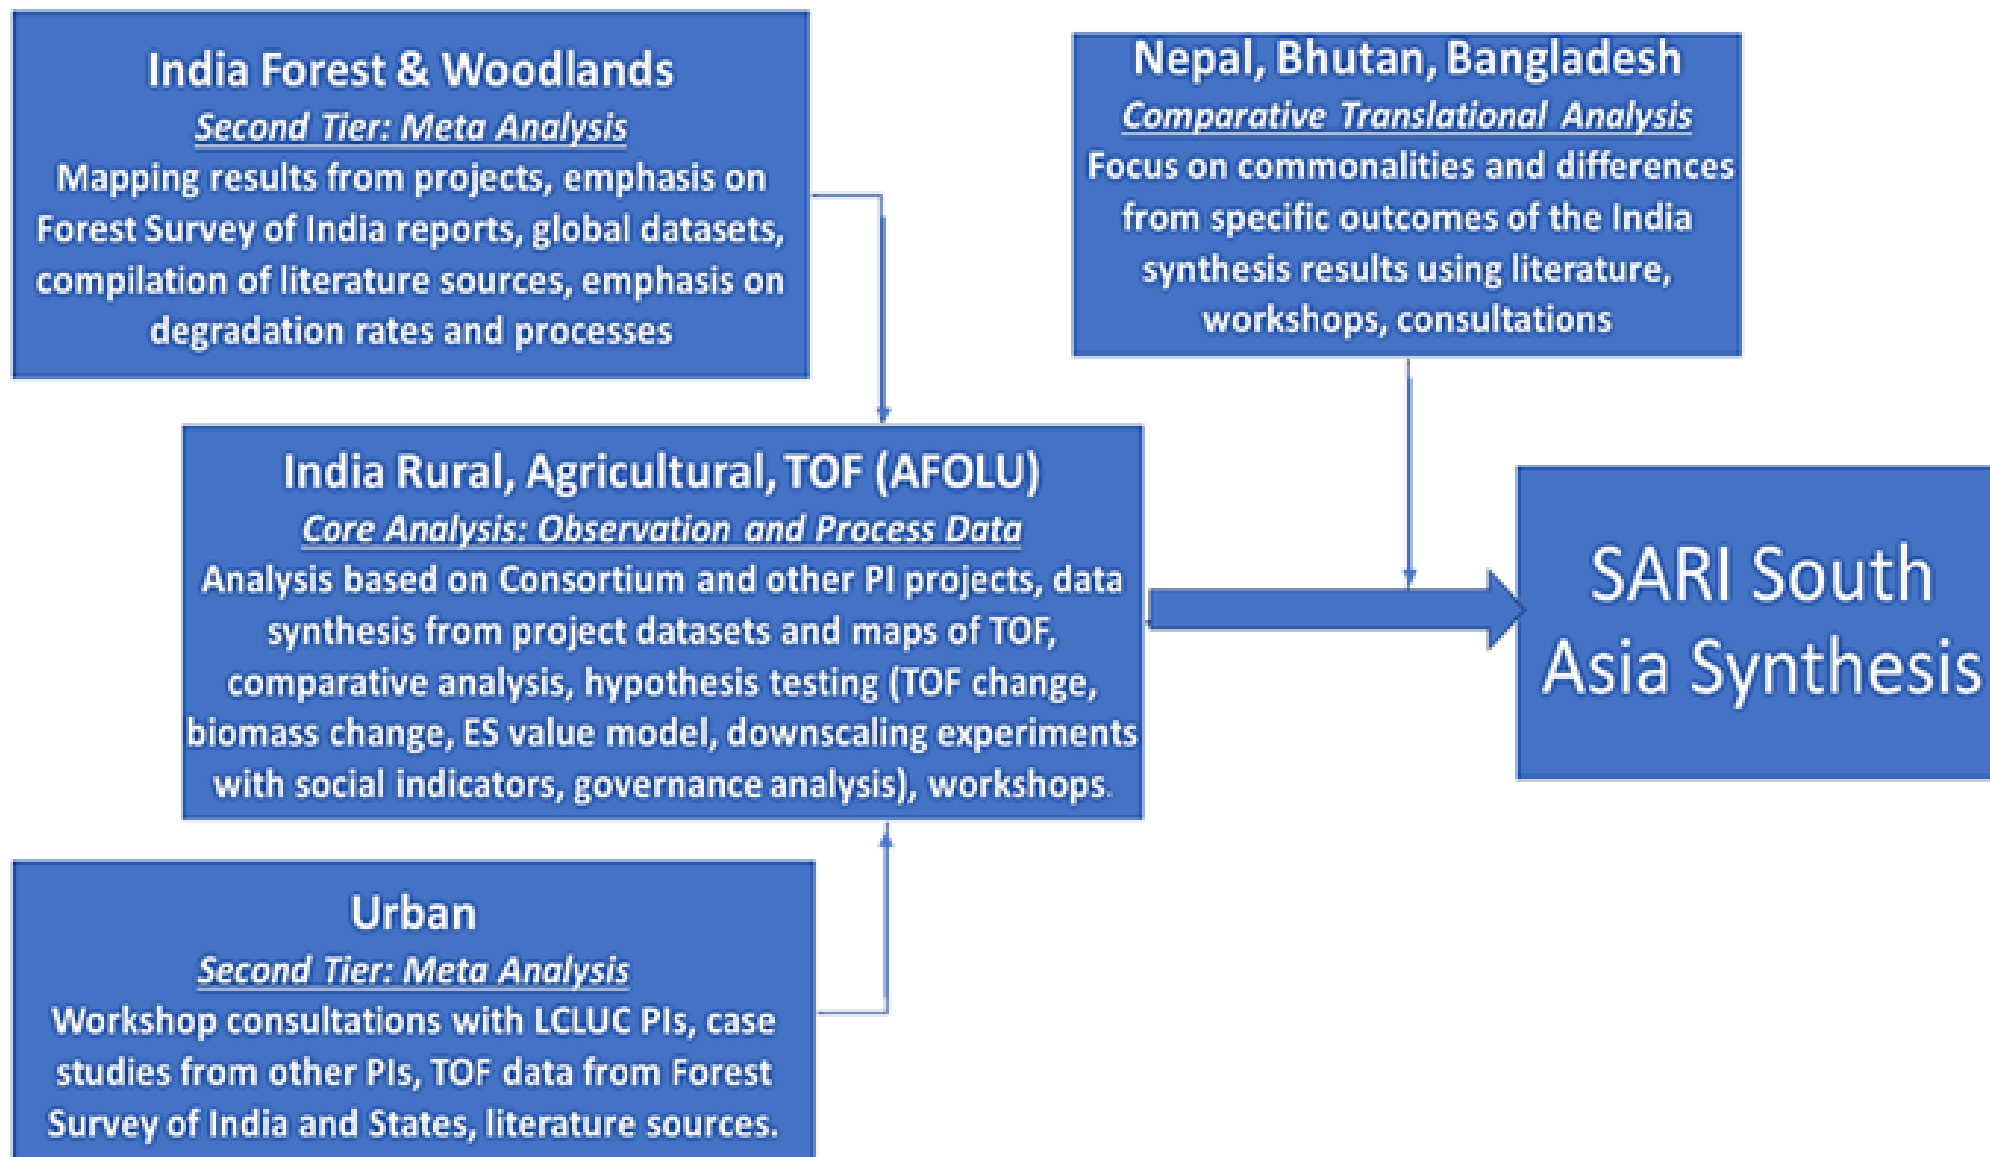 India Forest & Woodlands
Second Tier: Meta Analysis
Mapping results from projects, emphasis on
Forest Survey of India reports, global datasets,
compilation of literature sources, emphasis on
degradation rates and processes
Nepal, Bhutan, Bangladesh
Comparative Translational Analysis
Focus on commonalities and differences
from specific outcomes of the India
synthesis results using literature,
workshops, consultations
India Rural, Agricultural, TOF (AFOLU)
Core Analysis: Observation and Process Data
Analysis based on Consortium and other PI projects, data
synthesis from project datasets and maps of TOF,
comparative analysis, hypothesis testing (TOF change,
biomass change, ES value model, downscaling experiments
with social indicators, governance analysis), workshops.
SARI South
Asia Synthesis
Urban
Second Tier: Meta Analysis
Workshop consultations with LCLUC PIs, case
studies from other PIs, TOF data from Forest
Survey of India and States, literature sources.